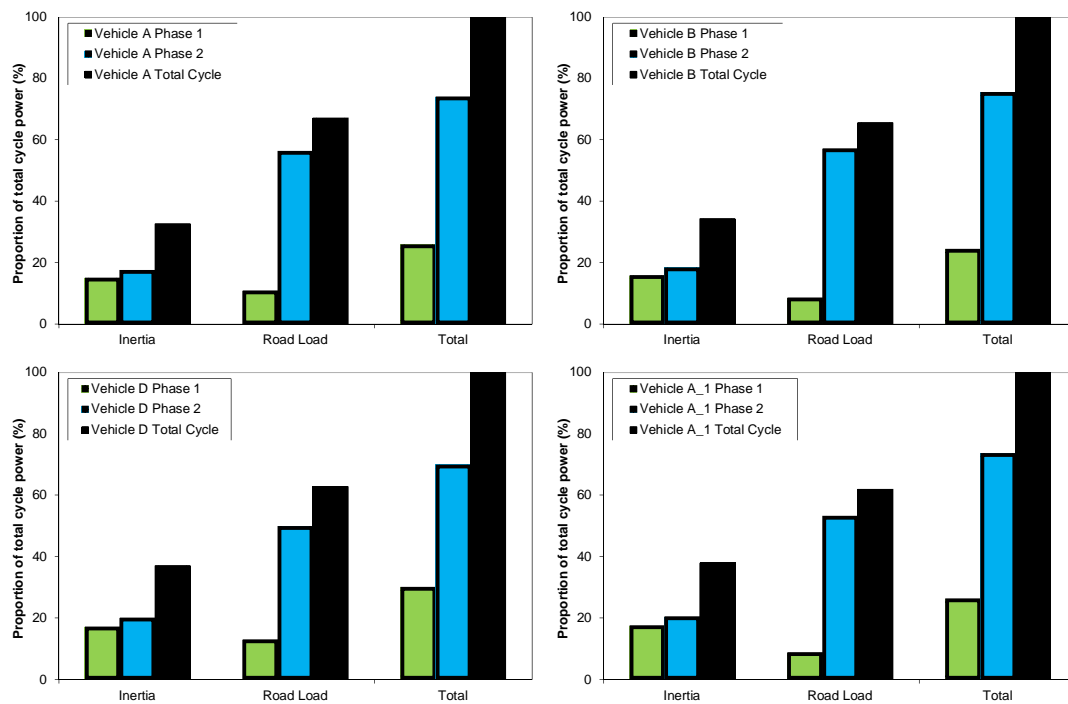 Proportion of total cycle power (%)
100
80
60
40
20
0
Vehicle A Phase 1
Vehicle A Phase 2
Vehicle A Total Cycle
Inertia
Road Load
Total
Proportion of total cycle power (%)
100
80
60
40
20
0
Vehicle B Phase 1
Vehicle B Phase 2
Vehicle B Total Cycle
Inertia
Road Load
Total
Proportion of total cycle power (%)
100
80
60
40
20
0
Vehicle D Phase 1
Vehicle D Phase 2
Vehicle D Total Cycle
Inertia
Road Load
Total
Proportion of total cycle power (%)
100
80
60
40
20
0
Vehicle A_1 Phase 1
Vehicle A_1 Phase 2
Vehicle A_1 Total Cycle
Inertia
Road Load
Total